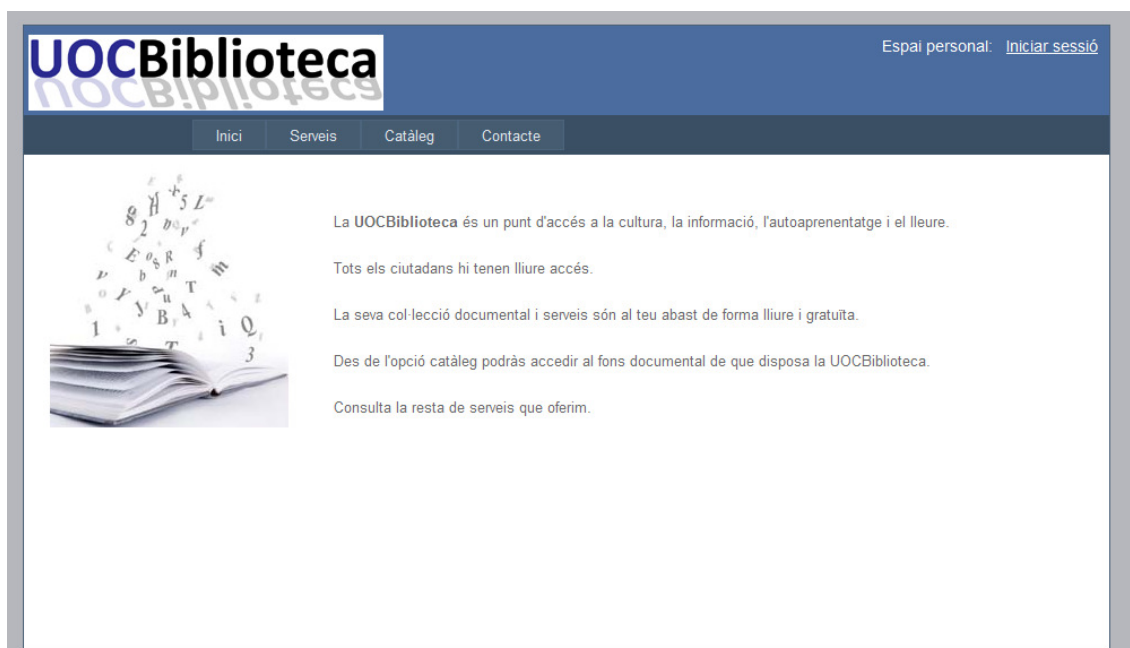 UOCBiblioteca
Espai personal: Iniciar sessió
Inici Serveis Catàleg Contacte
La UOCBiblioteca és un punt d'accés a la cultura, la informació, l'autoaprenentatge i el lleure.
Tots els ciutadans hi tenen lliure accés.
La seva col·lecció documental i serveis són al teu abast de forma lliure i gratuïta.
Des de l'opció catàleg podràs accedir al fons documental de que disposa la UOCBiblioteca.
Consulta la resta de serveis que oferim.